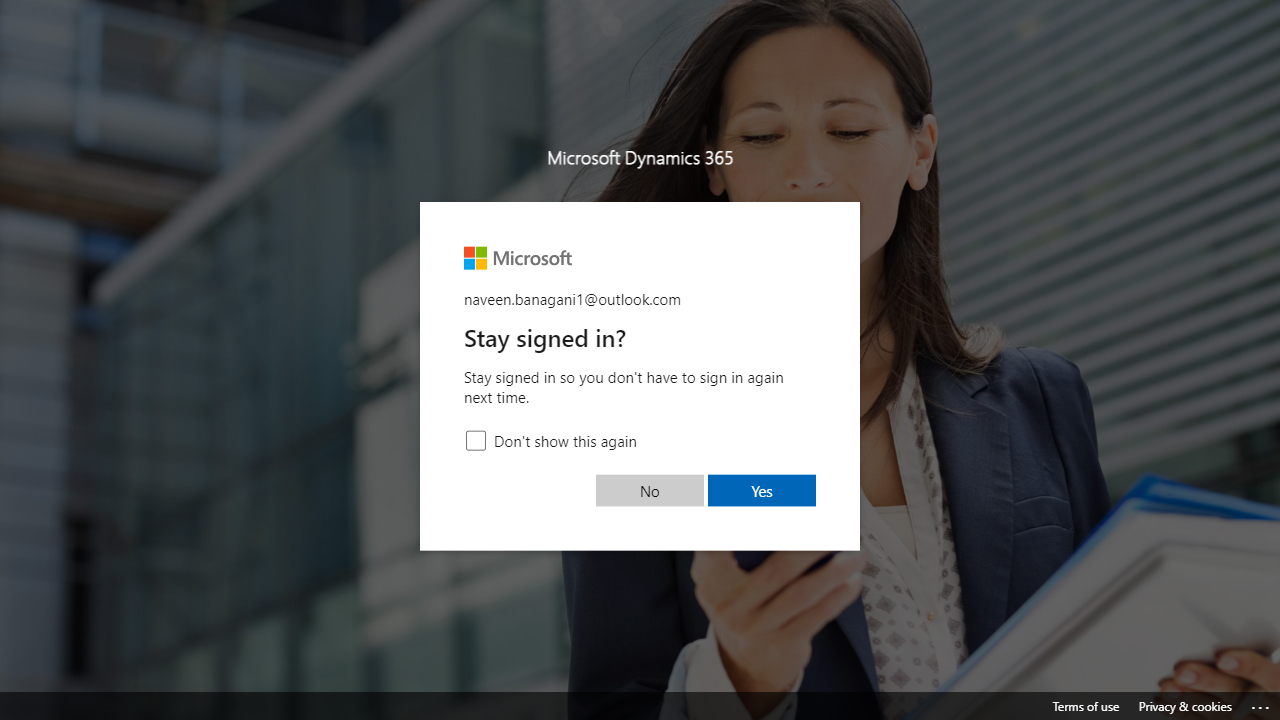 Microsoft Dynamics 365
Microsoft
naveen.banagani1@outlook.com
Stay signed in?
Stay signed in so you don't have to sign in again
next time.
Don't show this again
No
Yes
Terms of use
Privacy & cookies
...